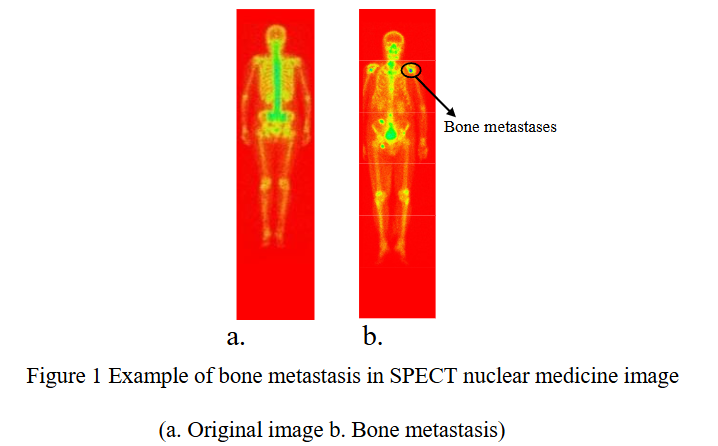 Bone metastases
a.
b.
Figure 1 Example of bone metastasis in SPECT nuclear medicine image
(a. Original image b. Bone metastasis)